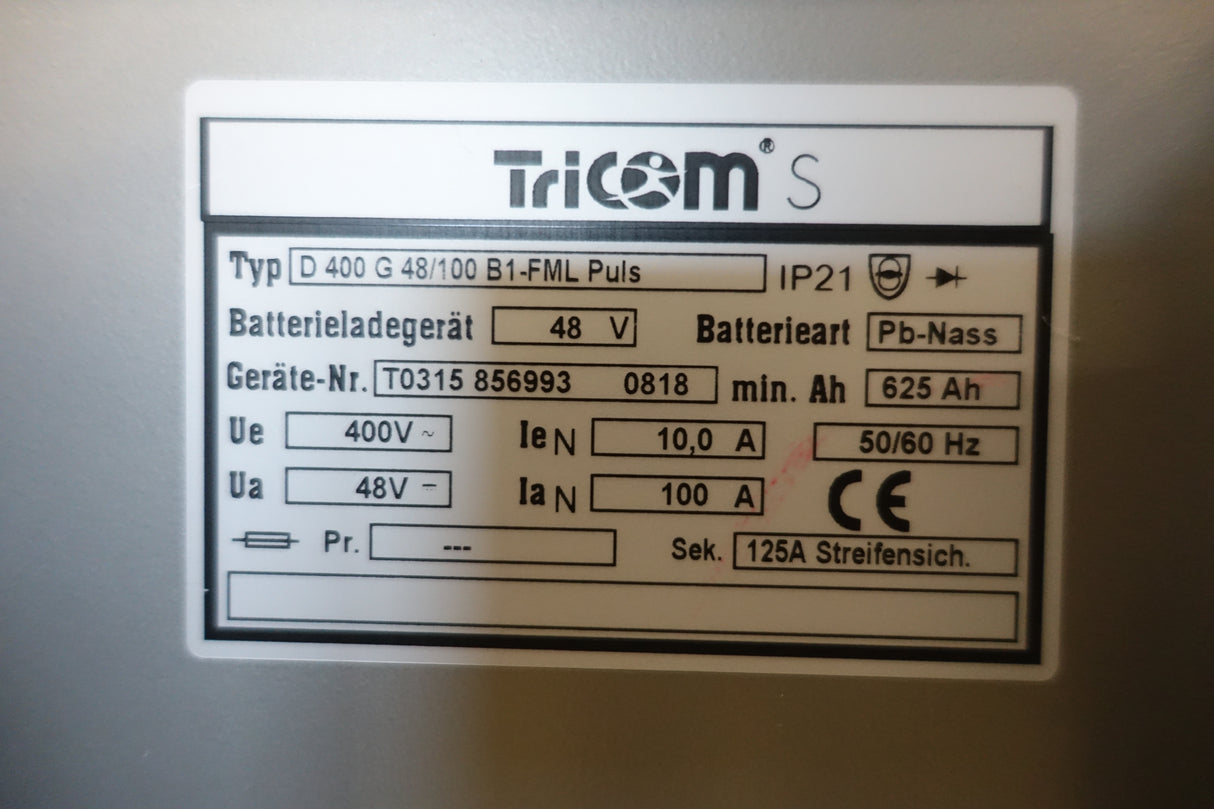 Tricom® S
Typ D 400 G 48/100 B1-FML Puls IP21
Batterieladegerät 48 V Batterieart Pb-Nass
Geräte-Nr. T0315 856993 0818 min. Ah 625 Ah
Ue 400V ~ Ie N 10,0 A 50/60 Hz
Ua 48V ⎓ Ia N 100 A CE
Pr. --- Sek. 125A Streifensich.